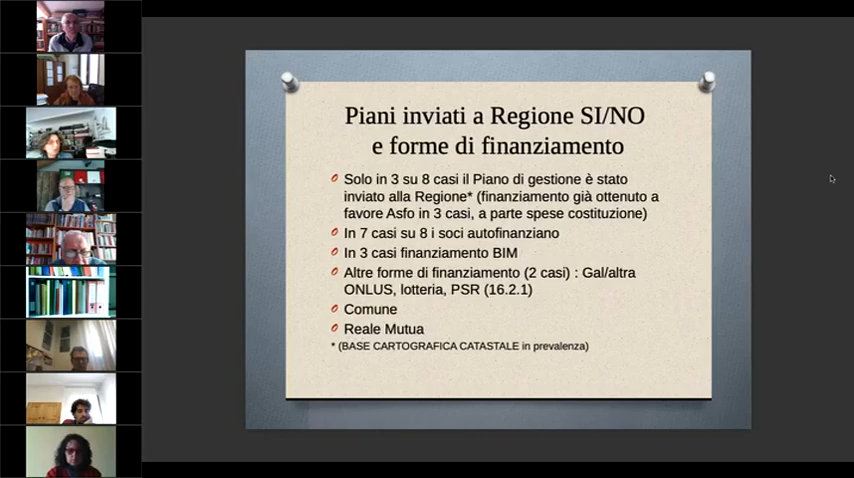 Piani inviati a Regione SI/NO
e forme di finanziamento
Solo in 3 su 8 casi il Piano di gestione è stato
inviato alla Regione* (finanziamento già ottenuto a
favore Asfo in 3 casi, a parte spese costituzione)
In 7 casi su 8 i soci autofinanziano
In 3 casi finanziamento BIM
Altre forme di finanziamento (2 casi) : Gal/altra
ONLUS, lotteria, PSR (16.2.1)
Comune
Reale Mutua
* (BASE CARTOGRAFICA CATASTALE in prevalenza)